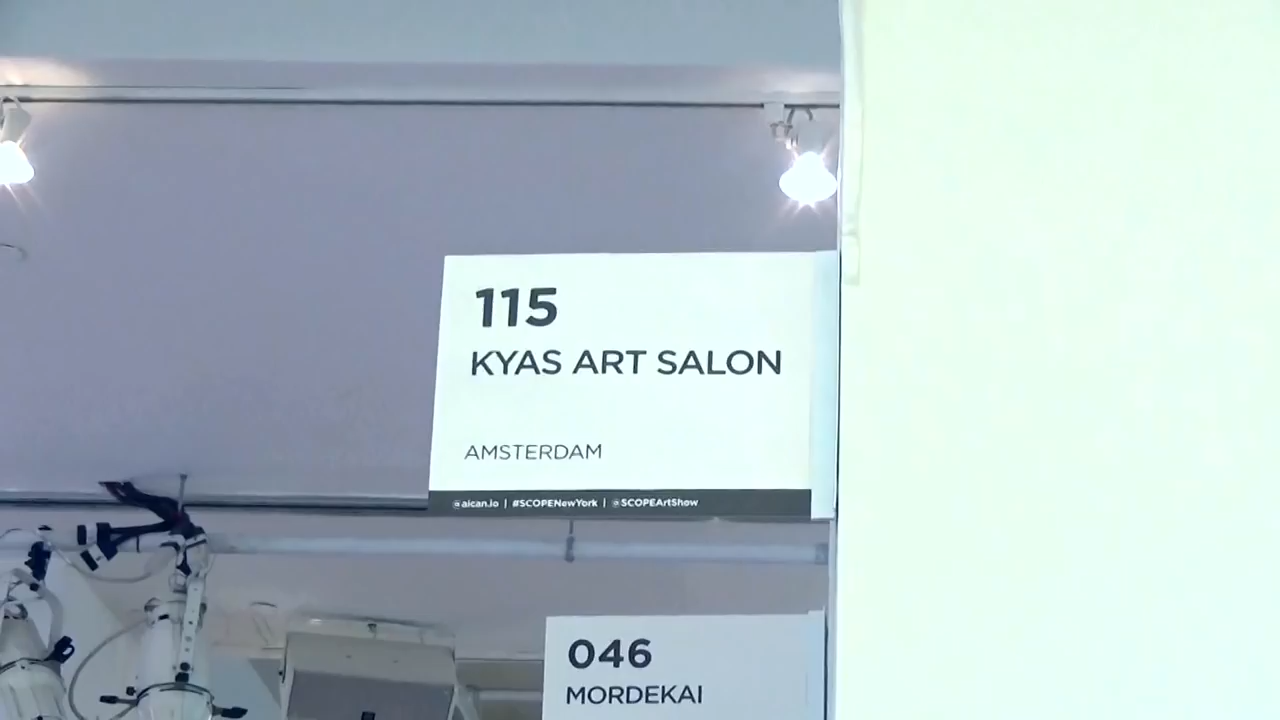 115
KYAS ART SALON
AMSTERDAM
@aican.io | #SCOPENewYork | @SCOPEArtShow
046
MORDEKAI